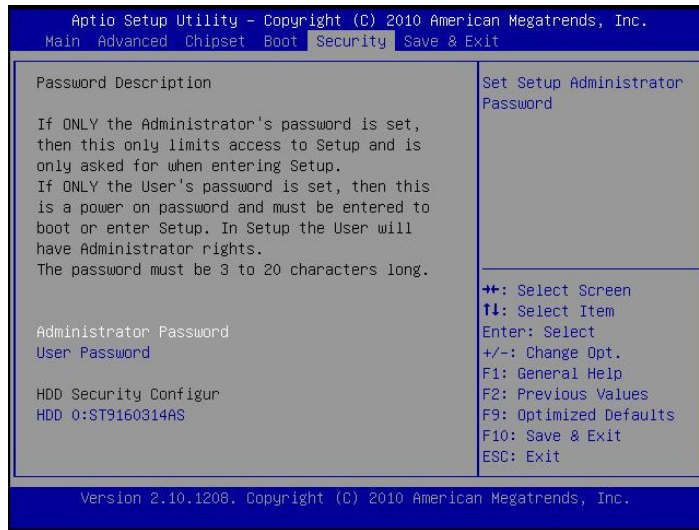 Aptio Setup Utility – Copyright (C) 2010 American Megatrends, Inc.
Main Advanced Chipset Boot Security Save & Exit
Password Description
If ONLY the Administrator's password is set,
then this only limits access to Setup and is
only asked for when entering Setup.
If ONLY the User's password is set, then this
is a power on password and must be entered to
boot or enter Setup. In Setup the User will
have Administrator rights.
The password must be 3 to 20 characters long.
Administrator Password
User Password
HDD Security Configur
HDD 0:ST9160314AS
Set Setup Administrator
Password
→←: Select Screen
↑↓: Select Item
Enter: Select
+/-: Change Opt.
F1: General Help
F2: Previous Values
F9: Optimized Defaults
F10: Save & Exit
ESC: Exit
Version 2.10.1208. Copyright (C) 2010 American Megatrends, Inc.